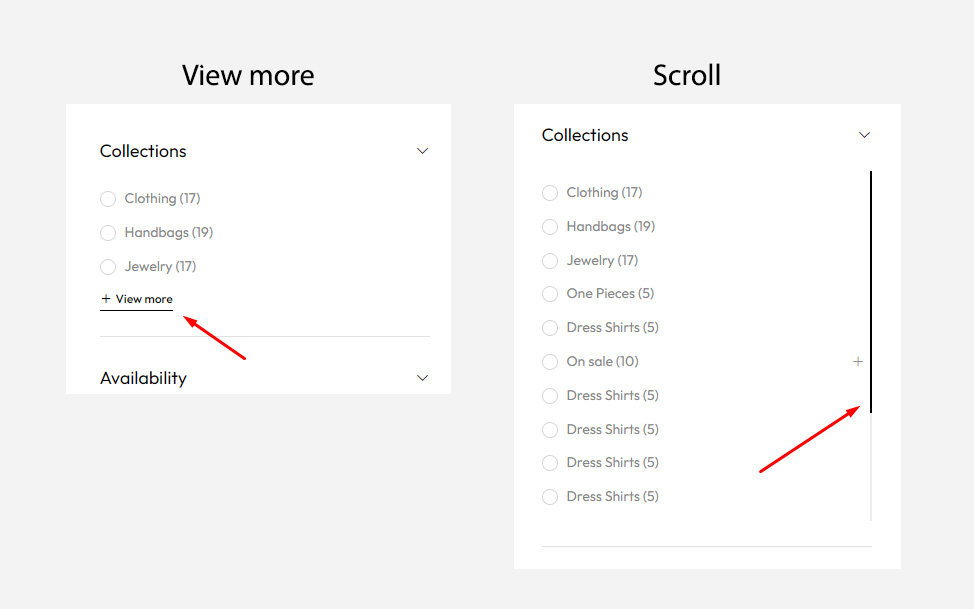 View more
Collections
Clothing (17)
Handbags (19)
Jewelry (17)
+ View more
Availability
Scroll
Collections
Clothing (17)
Handbags (19)
Jewelry (17)
One Pieces (5)
Dress Shirts (5)
On sale (10)
+
Dress Shirts (5)
Dress Shirts (5)
Dress Shirts (5)
Dress Shirts (5)